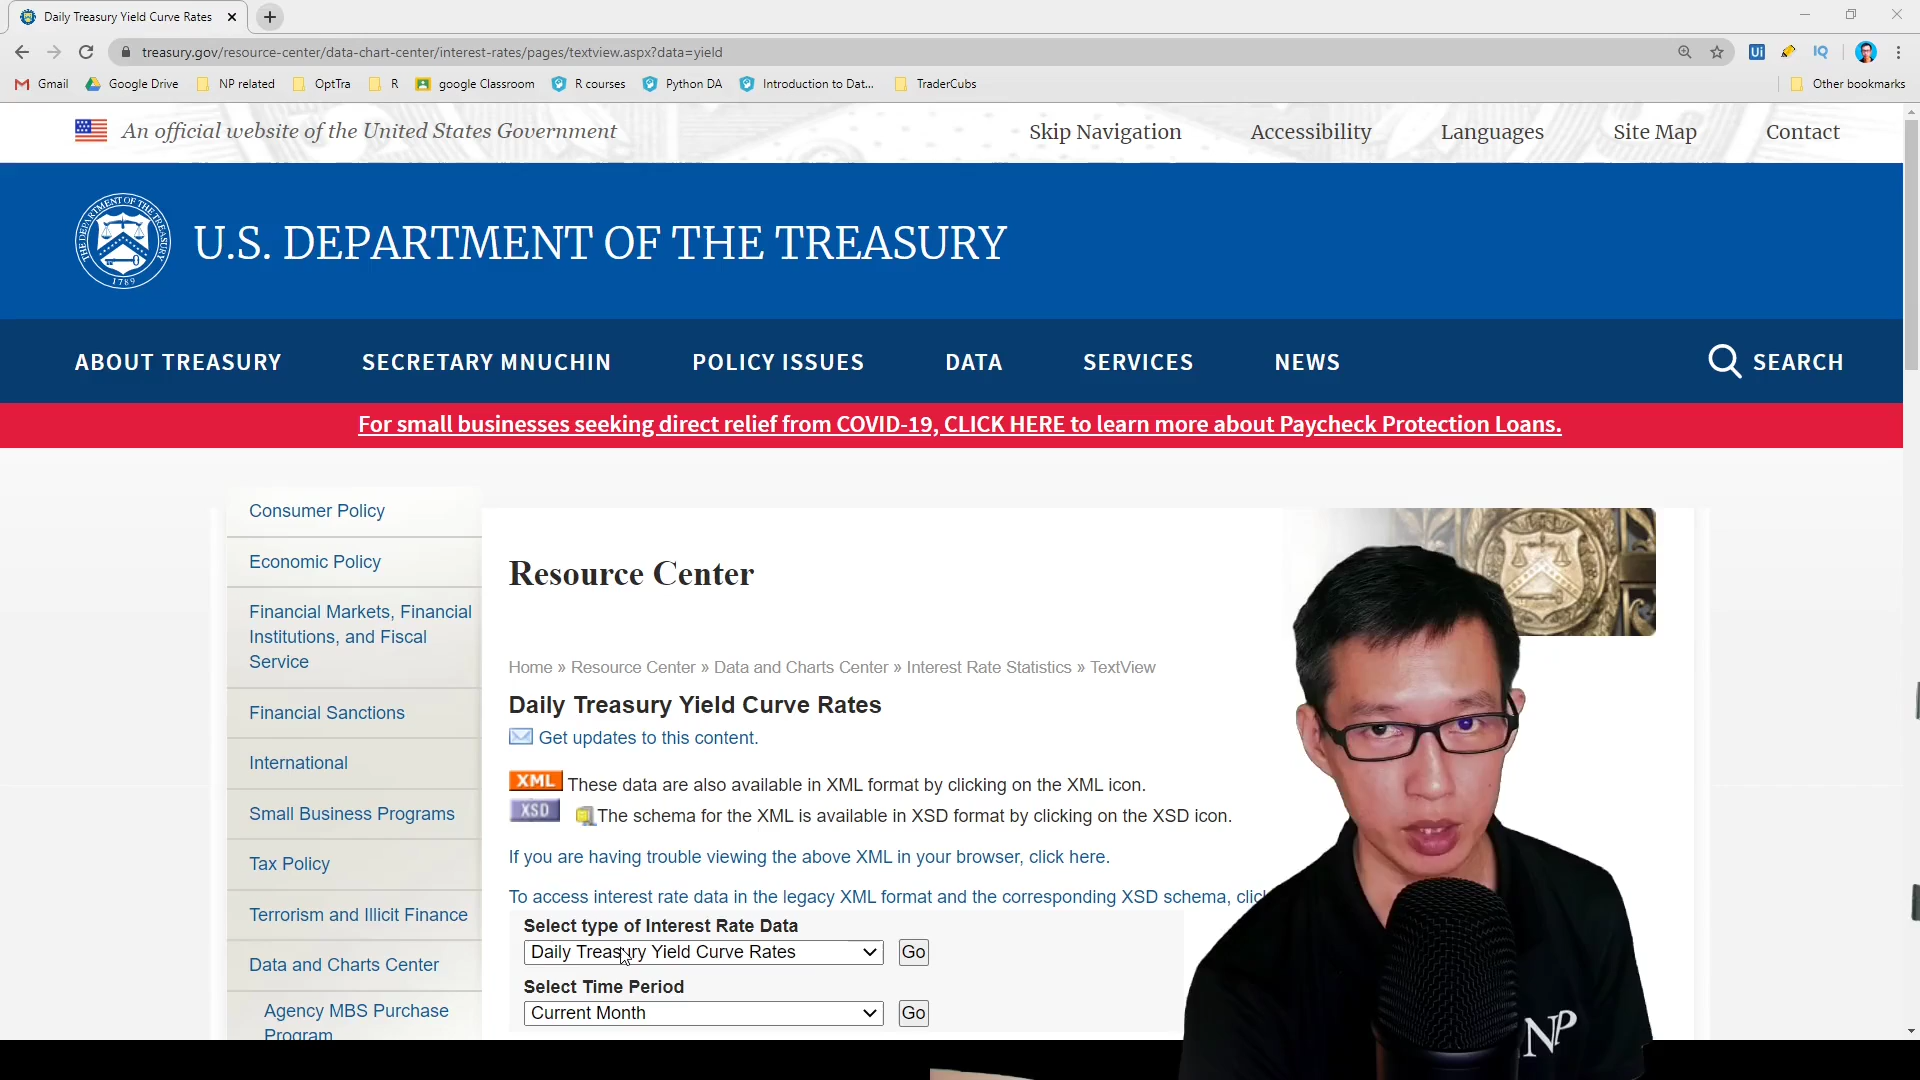 Daily Treasury Yield Curve Rates
treasury.gov/resource-center/data-chart-center/interest-rates/pages/textview.aspx?data=yield
Ui
IQ
Gmail
Google Drive
NP related
OptTra
R
google Classroom
R courses
Python DA
Introduction to Dat...
TraderCubs
Other bookmarks
An official website of the United States Government
Skip Navigation
Accessibility
Languages
Site Map
Contact
THE DEPARTMENT OF THE TREASURY
1789
U.S. DEPARTMENT OF THE TREASURY
ABOUT TREASURY
SECRETARY MNUCHIN
POLICY ISSUES
DATA
SERVICES
NEWS
SEARCH
For small businesses seeking direct relief from COVID-19, CLICK HERE to learn more about Paycheck Protection Loans.
Consumer Policy
Economic Policy
Financial Markets, Financial
Institutions, and Fiscal
Service
Financial Sanctions
International
Small Business Programs
Tax Policy
Terrorism and Illicit Finance
Data and Charts Center
Agency MBS Purchase
Program
Resource Center
Home » Resource Center » Data and Charts Center » Interest Rate Statistics » TextView
Daily Treasury Yield Curve Rates
Get updates to this content.
XML These data are also available in XML format by clicking on the XML icon.
XSD The schema for the XML is available in XSD format by clicking on the XSD icon.
If you are having trouble viewing the above XML in your browser, click here.
To access interest rate data in the legacy XML format and the corresponding XSD schema, clic
Select type of Interest Rate Data
Daily Treasury Yield Curve Rates
Go
Select Time Period
Current Month
Go
NP